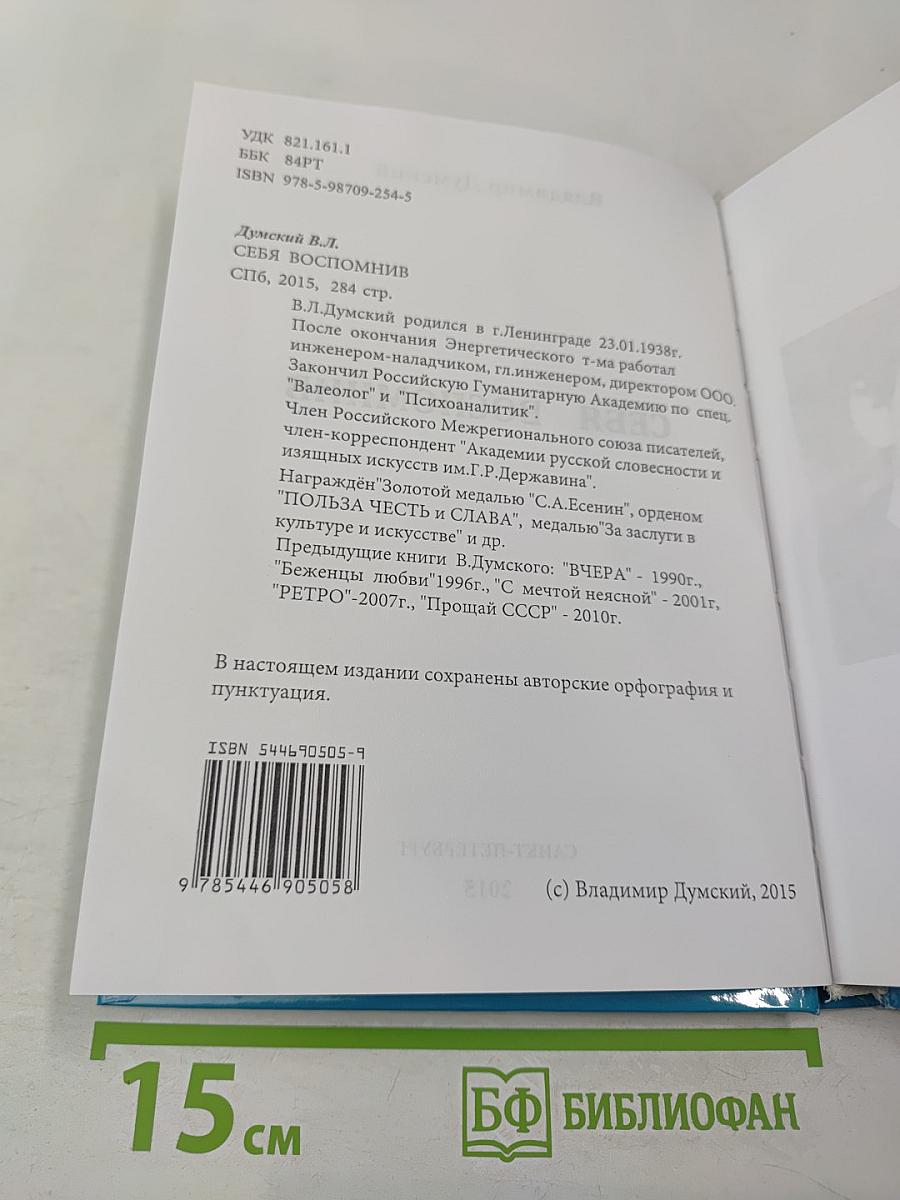 УДК 821.161.1
ББК 84РТ
ISBN 978-5-98709-254-5
Думский В.Л.
СЕБЯ ВОСПОМНИВ
СПб, 2015, 284 стр.
В.Л.Думский родился в г.Ленинграде 23.01.1938г.
После окончания Энергетического т-ма работал
инженером-наладчиком, гл.инженером, директором ООО.
Закончил Российскую Гуманитарную Академию по спец.
"Валеолог" и "Психоаналитик".
Член Российского Межрегионального союза писателей,
член-корреспондент "Академии русской словесности и
изящных искусств им.Г.Р.Державина".
Награждён"Золотой медалью "С.А.Есенин", орденом
"ПОЛЬЗА ЧЕСТЬ и СЛАВА", медалью"За заслуги в
культуре и искусстве" и др.
Предыдущие книги В.Думского: "ВЧЕРА" - 1990г.,
"Беженцы любви"1996г., "С мечтой неясной" - 2001г,
"РЕТРО"-2007г., "Прощай СССР" - 2010г.
В настоящем издании сохранены авторские орфография и
пунктуация.
ISBN 544690505-9
9 785446 905058
(с) Владимир Думский, 2015
15 см
БФ БИБЛИОФАН